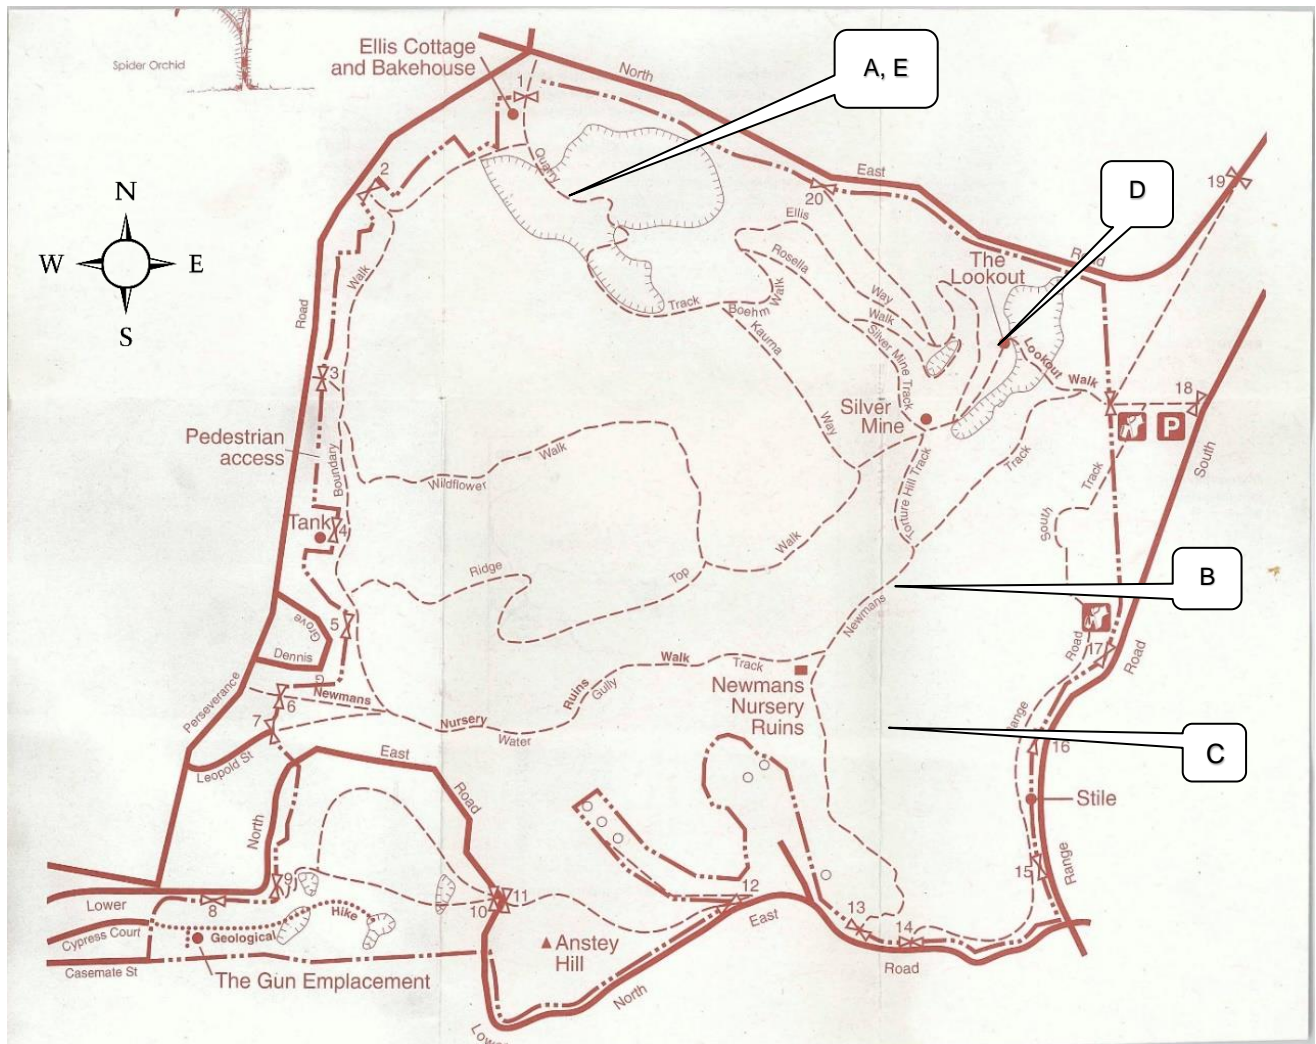 Spider Orchid
Ellis Cottage
and Bakehouse
North
A, E
1
Quarry
2
East
20
19
D
N
W E
S
Ellis
Rosella
Way
Walk
Walk
The
Lookout
Road
Road
Walk
Track
Boehm
Kaurna
Way
Silver Mine Track
Lookout
Walk
18
P
3
Silver
Mine
Pedestrian
access
Boundary
Wildflower
Walk
Torture Hill Track
Track
Track
South
South
Tank
4
Walk
Ridge
Top
B
Newmans
5
Grove
Dennis
G
Road
17
Road
Newmans
6
7
Perseverance
Leopold St
Walk
Track
Ruins
Gully
Nursery
Water
Newmans
Nursery
Ruins
C
16
East
Road
Stile
North
15
Range
9
8
Lower
Hike
Geological
Cypress Court
Casemate St
The Gun Emplacement
10
11
12
East
13
14
Road
Anstey
Hill
North